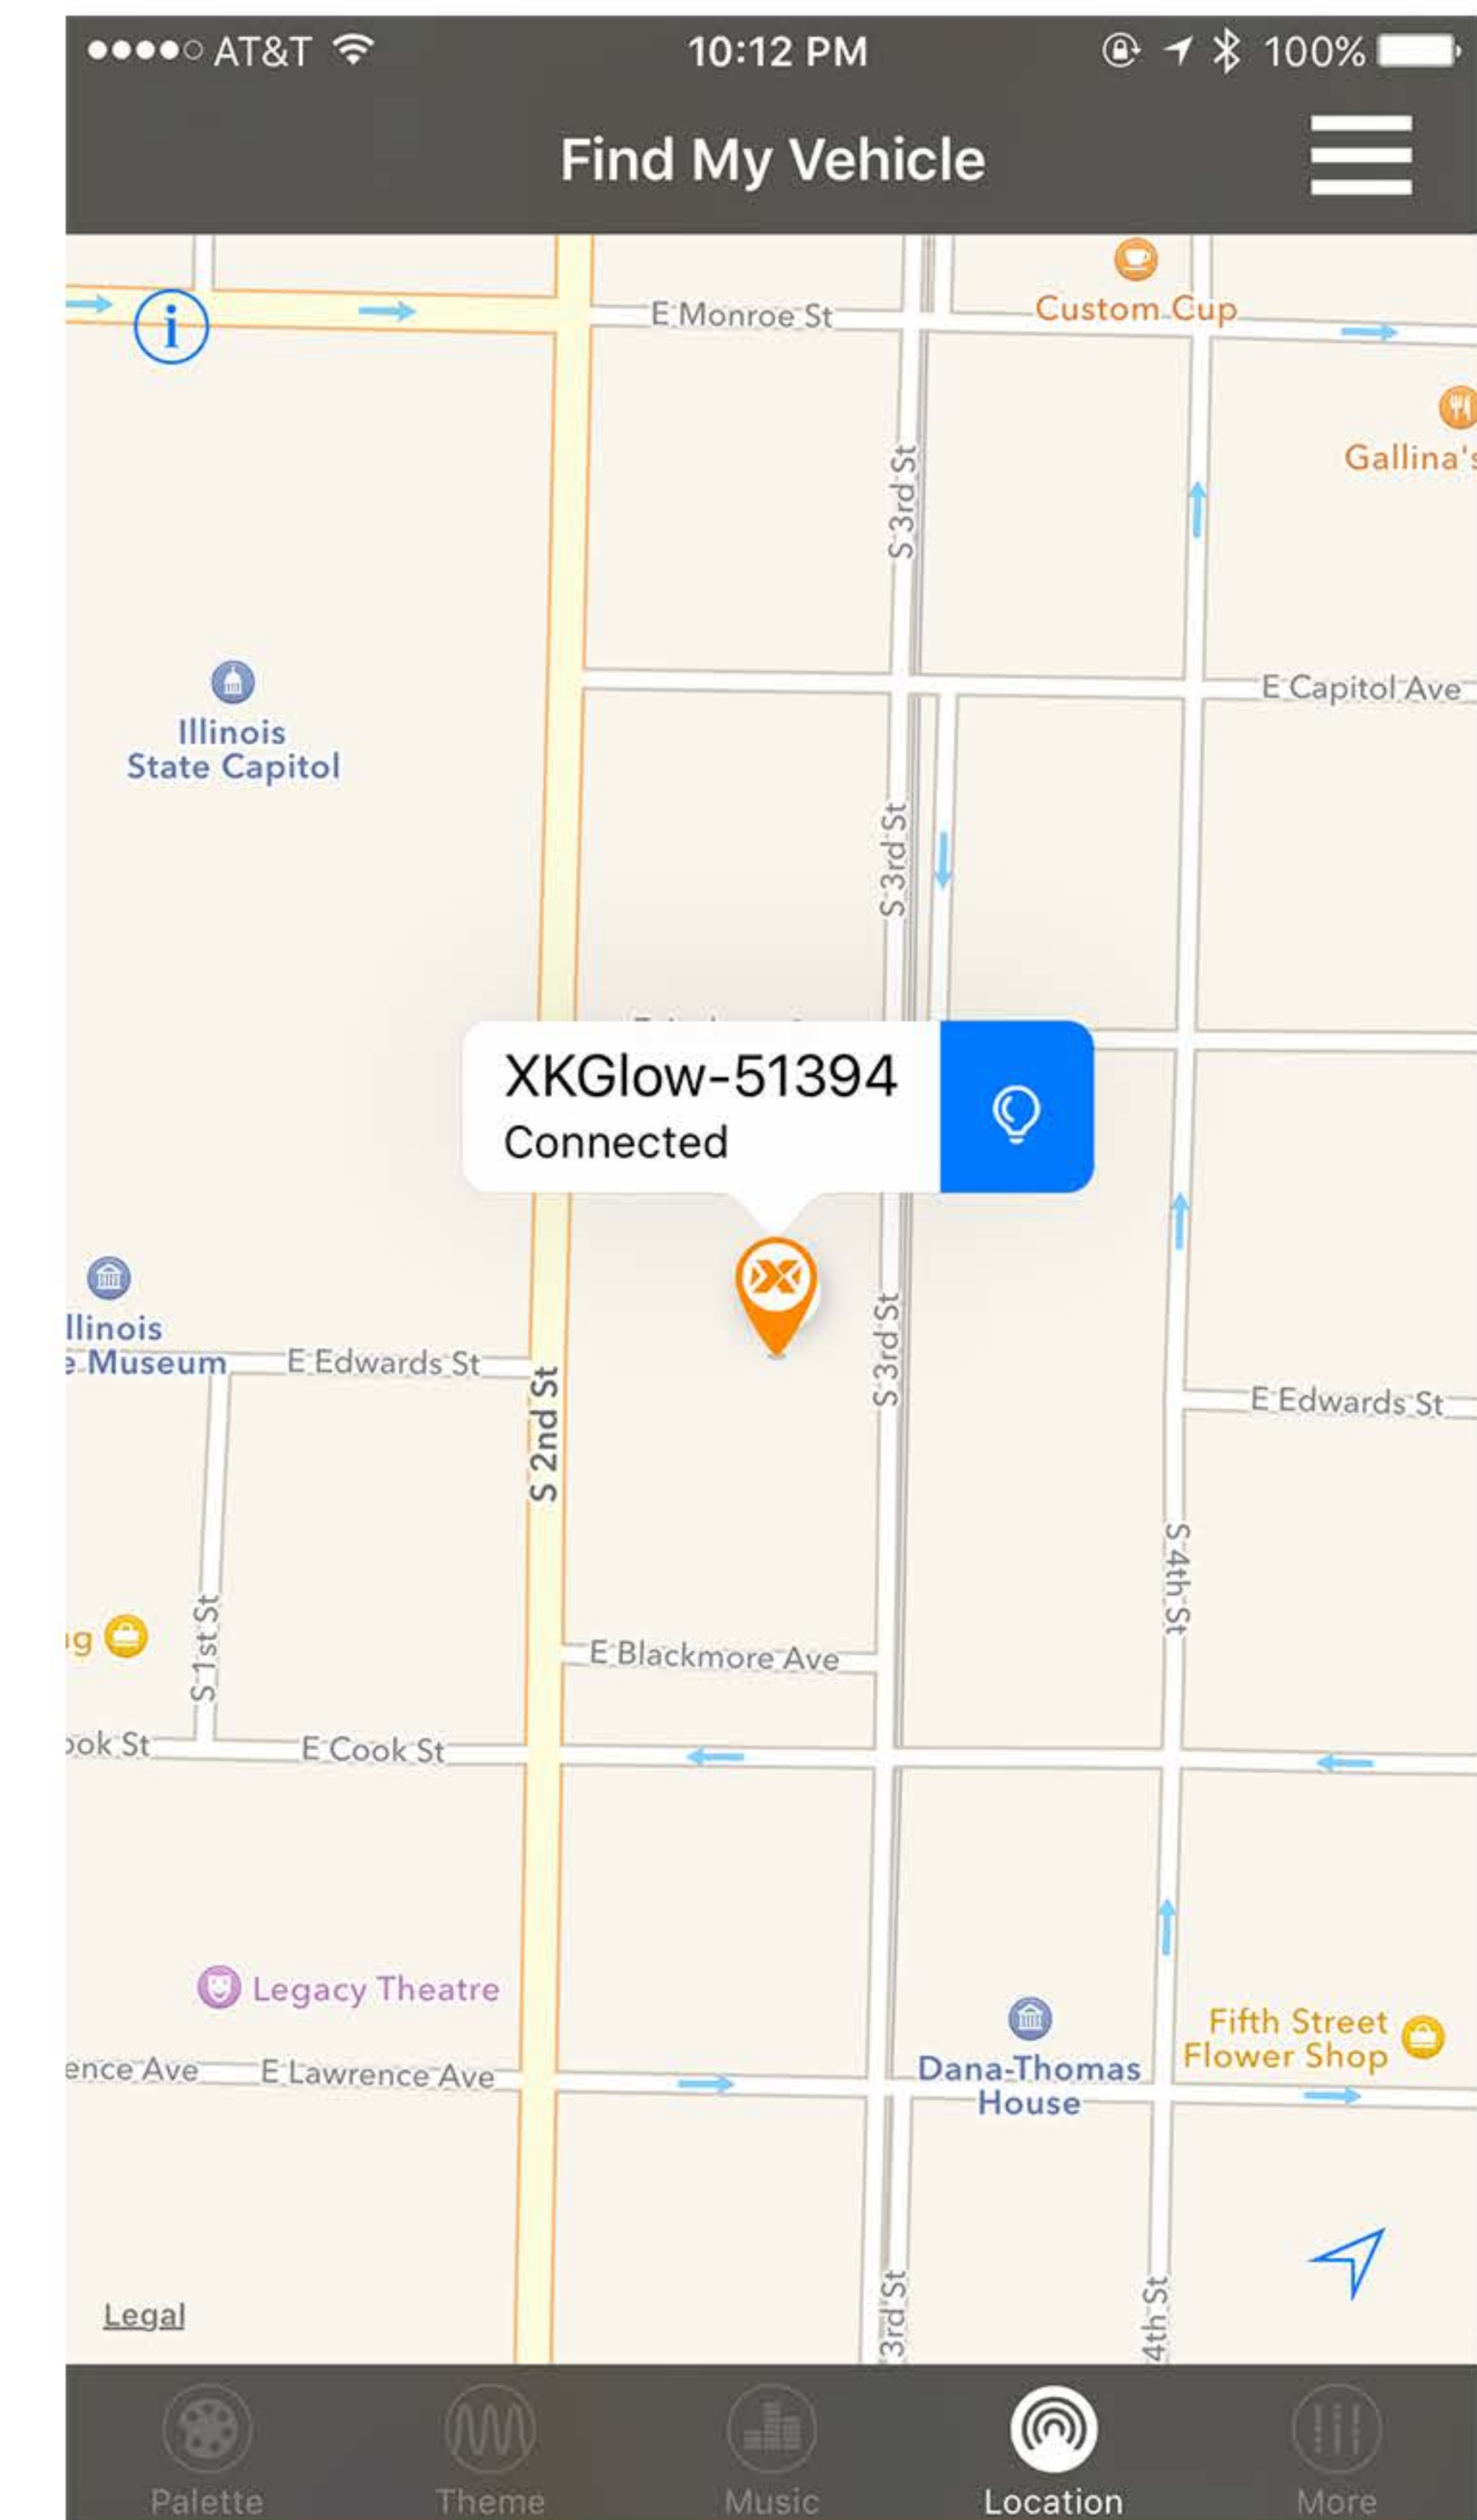 AT&T 10:12 PM 100%
Find My Vehicle
E Monroe St
Custom Cup
Gallina's
S 3rd St
Illinois
State Capitol
E Capitol Ave
S 3rd St
XKGlow-51394
Connected
llinois
e Museum
E Edwards St
S 3rd St
S 2nd St
E Edwards St
S 4th St
S 1st St
E Blackmore Ave
ook St
E Cook St
Legacy Theatre
Fifth Street
Flower Shop
Dana-Thomas
House
ence Ave
E Lawrence Ave
3rd St
4th St
Legal
Palette
Theme
Music
Location
More